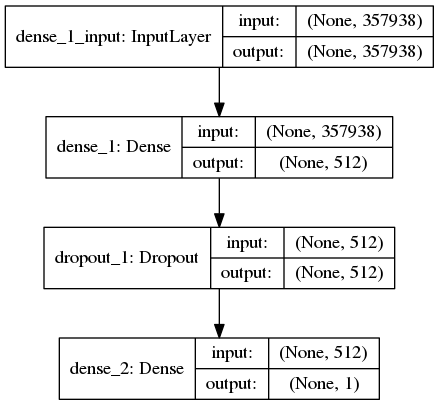 dense_1_input: InputLayer
input: (None, 357938)
output: (None, 357938)
dense_1: Dense
input: (None, 357938)
output: (None, 512)
dropout_1: Dropout
input: (None, 512)
output: (None, 512)
dense_2: Dense
input: (None, 512)
output: (None, 1)